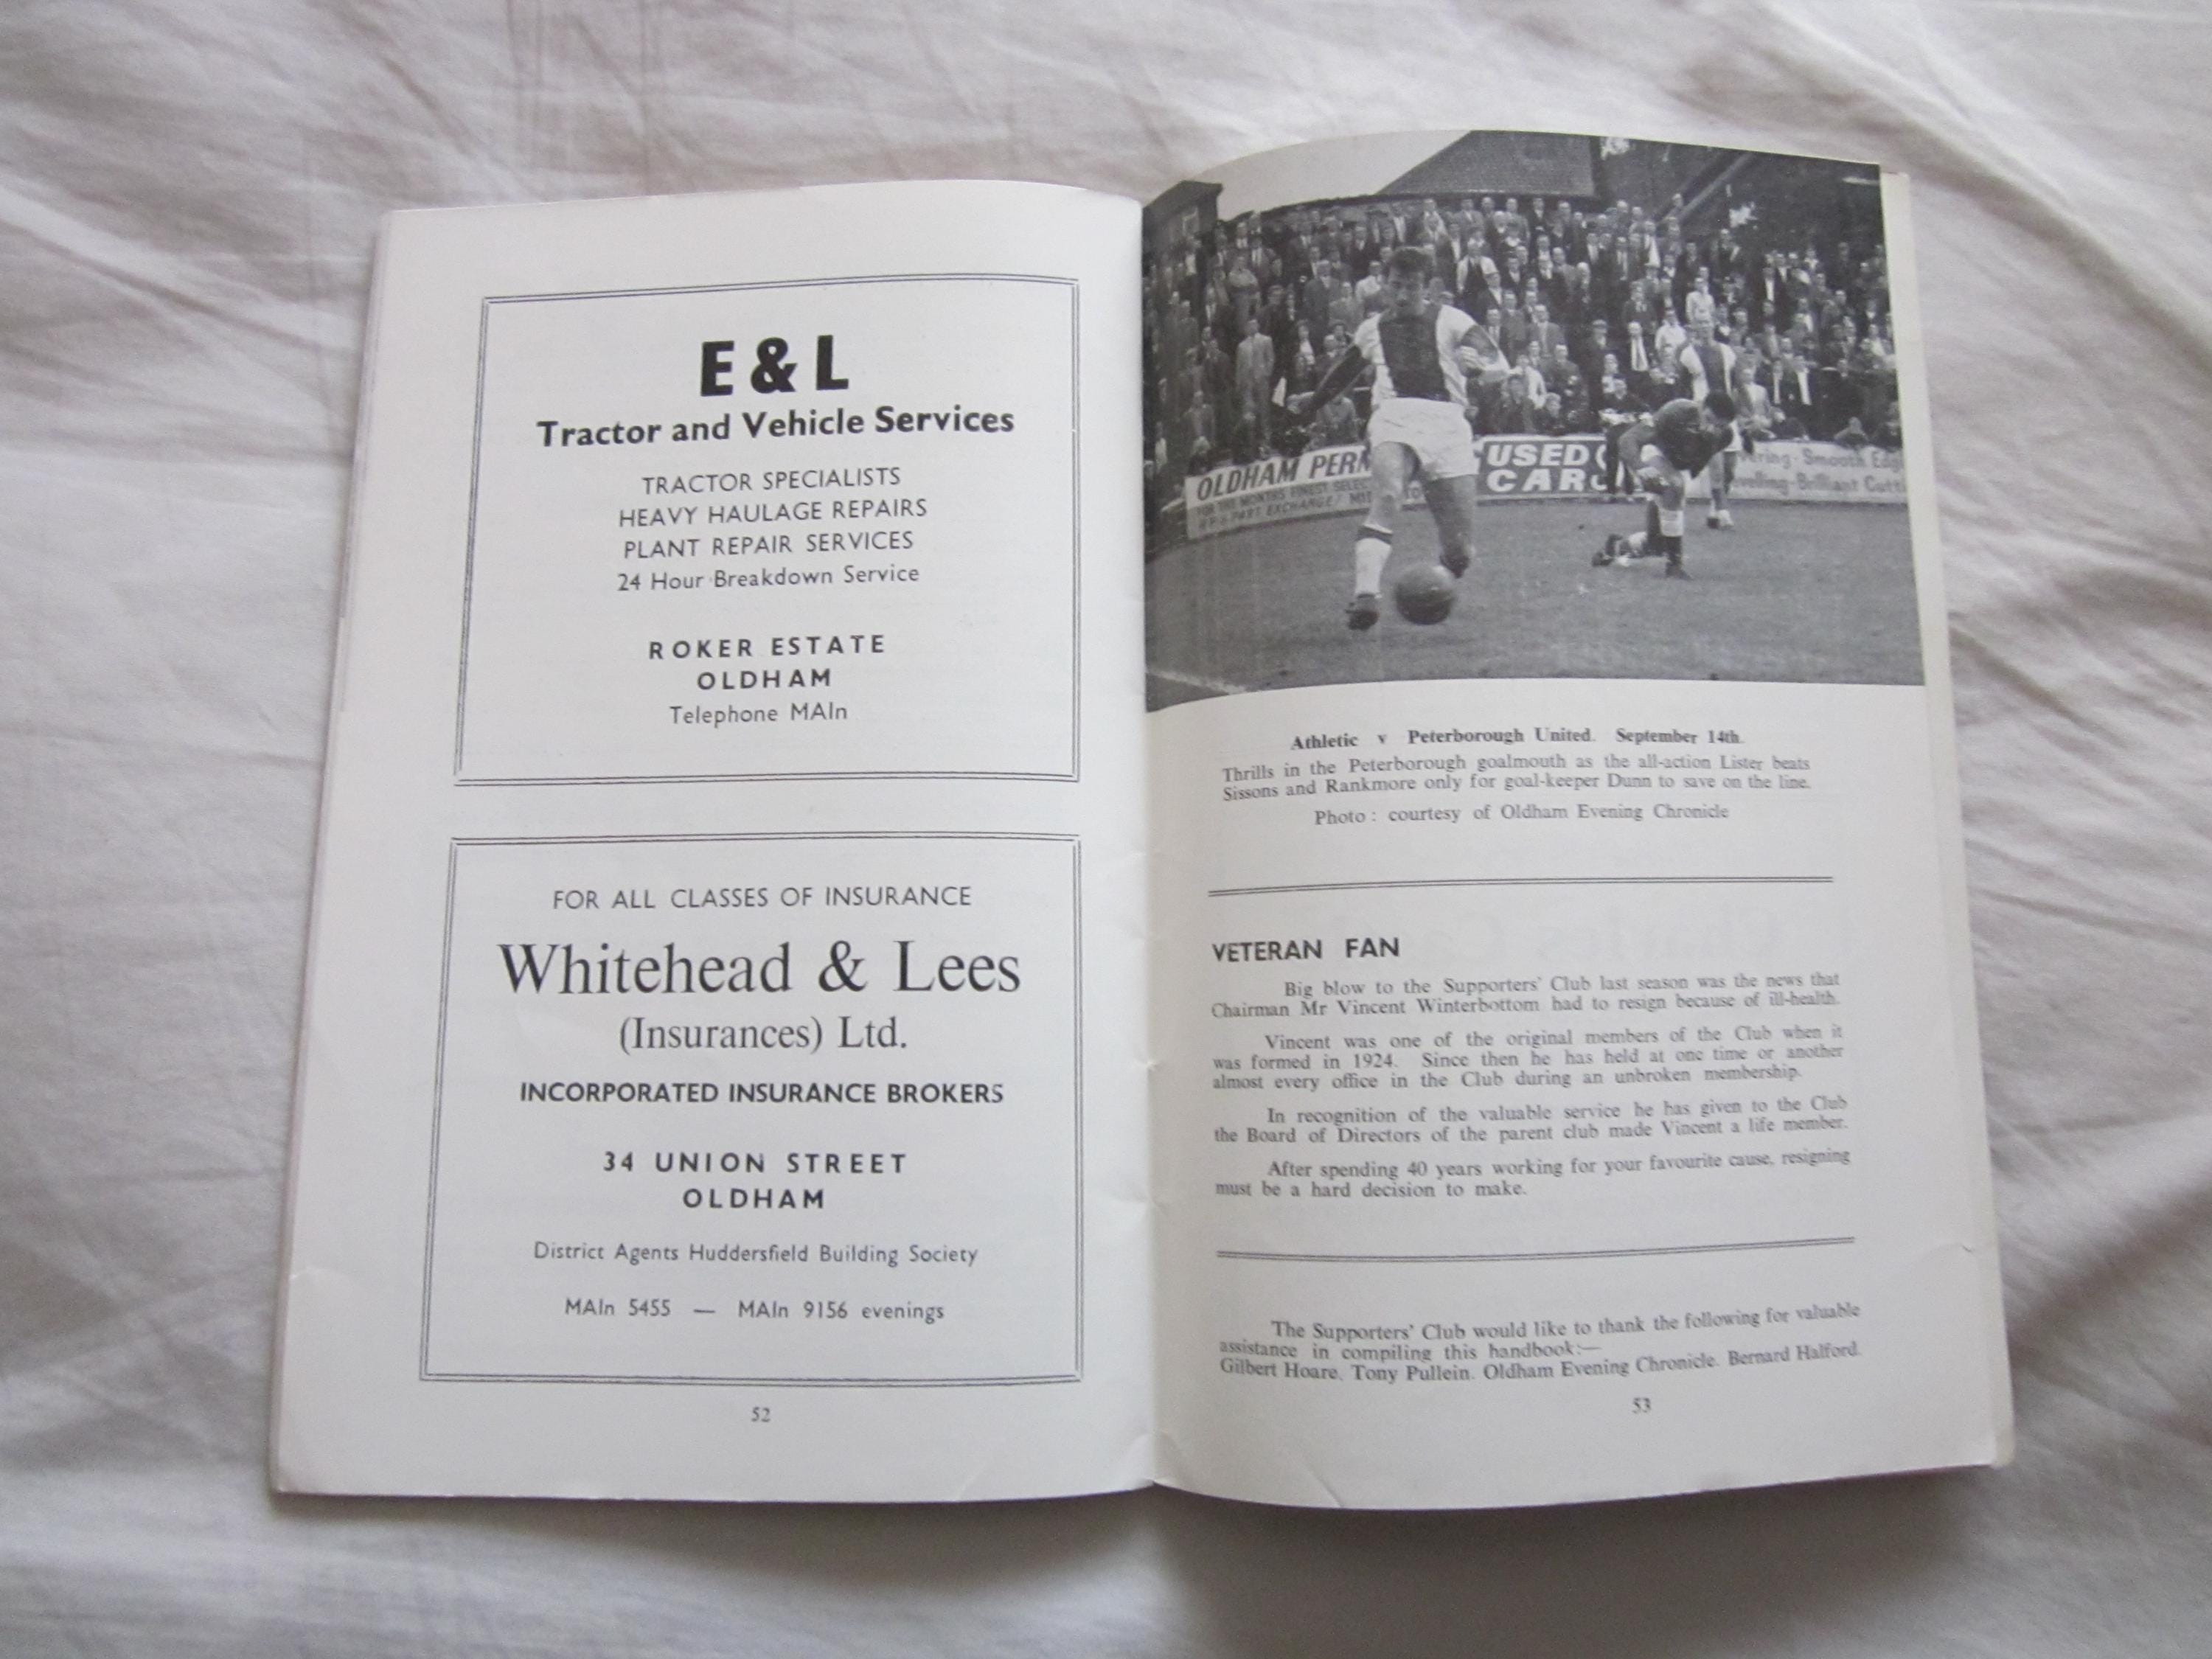 E & L
Tractor and Vehicle Services
TRACTOR SPECIALISTS
HEAVY HAULAGE REPAIRS
PLANT REPAIR SERVICES
24 Hour Breakdown Service
ROKER ESTATE
OLDHAM
Telephone MAIn
FOR ALL CLASSES OF INSURANCE
Whitehead & Lees
(Insurances) Ltd.
INCORPORATED INSURANCE BROKERS
34 UNION STREET
OLDHAM
District Agents Huddersfield Building Society
MAIn 5455 — MAIn 9156 evenings
52
OLDHAM PERM
USED
CAR
Smooth Edg
velling-Brilliant Cutt
Athletic v Peterborough United. September 14th.
Thrills in the Peterborough goalmouth as the all-action Lister beats
Sissons and Rankmore only for goal-keeper Dunn to save on the line.
Photo : courtesy of Oldham Evening Chronicle
VETERAN FAN
Big blow to the Supporters' Club last season was the news that
Chairman Mr Vincent Winterbottom had to resign because of ill-health.
Vincent was one of the original members of the Club when it
was formed in 1924. Since then he has held at one time or another
almost every office in the Club during an unbroken membership.
In recognition of the valuable service he has given to the Club
the Board of Directors of the parent club made Vincent a life member.
After spending 40 years working for your favourite cause, resigning
must be a hard decision to make.
The Supporters' Club would like to thank the following for valuable
assistance in compiling this handbook:—
Gilbert Hoare, Tony Pullein, Oldham Evening Chronicle, Bernard Halford.
53